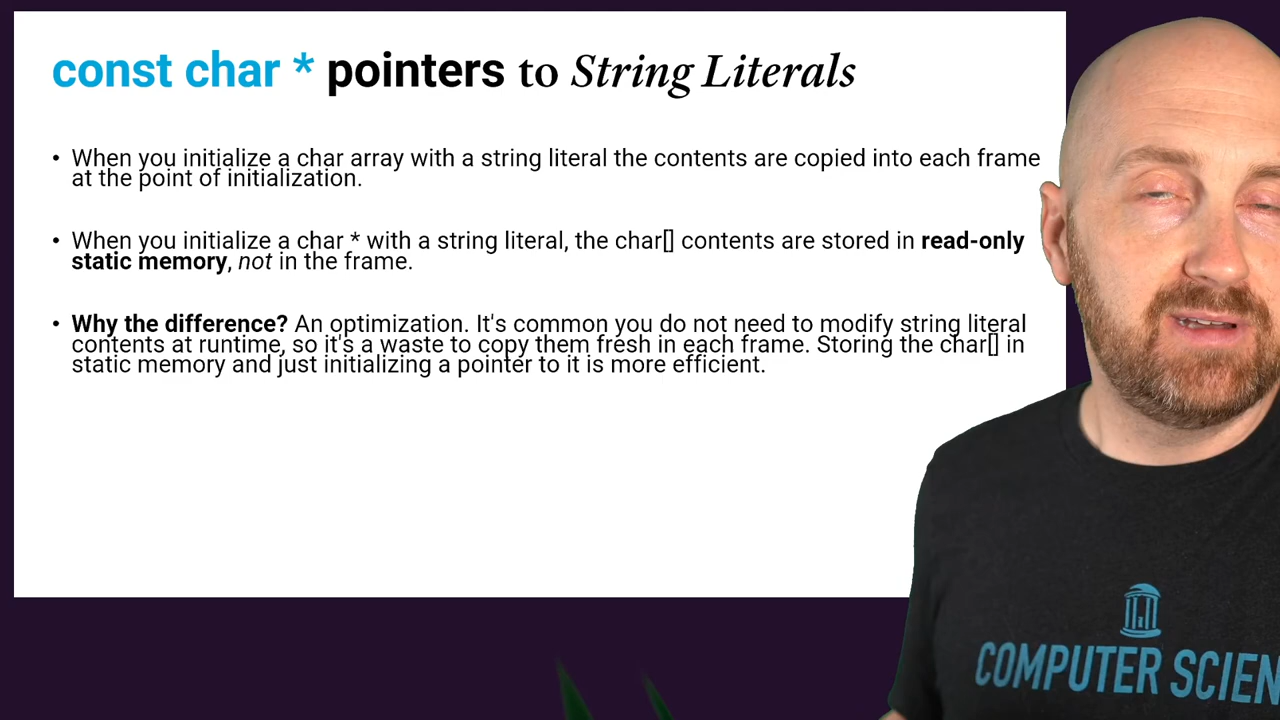 const char * pointers to String Literals
• When you initialize a char array with a string literal the contents are copied into each frame
at the point of initialization.
• When you initialize a char * with a string literal, the char[] contents are stored in read-only
static memory, not in the frame.
• Why the difference? An optimization. It's common you do not need to modify string literal
contents at runtime, so it's a waste to copy them fresh in each frame. Storing the char[] in
static memory and just initializing a pointer to it is more efficient.
COMPUTER SCIEN